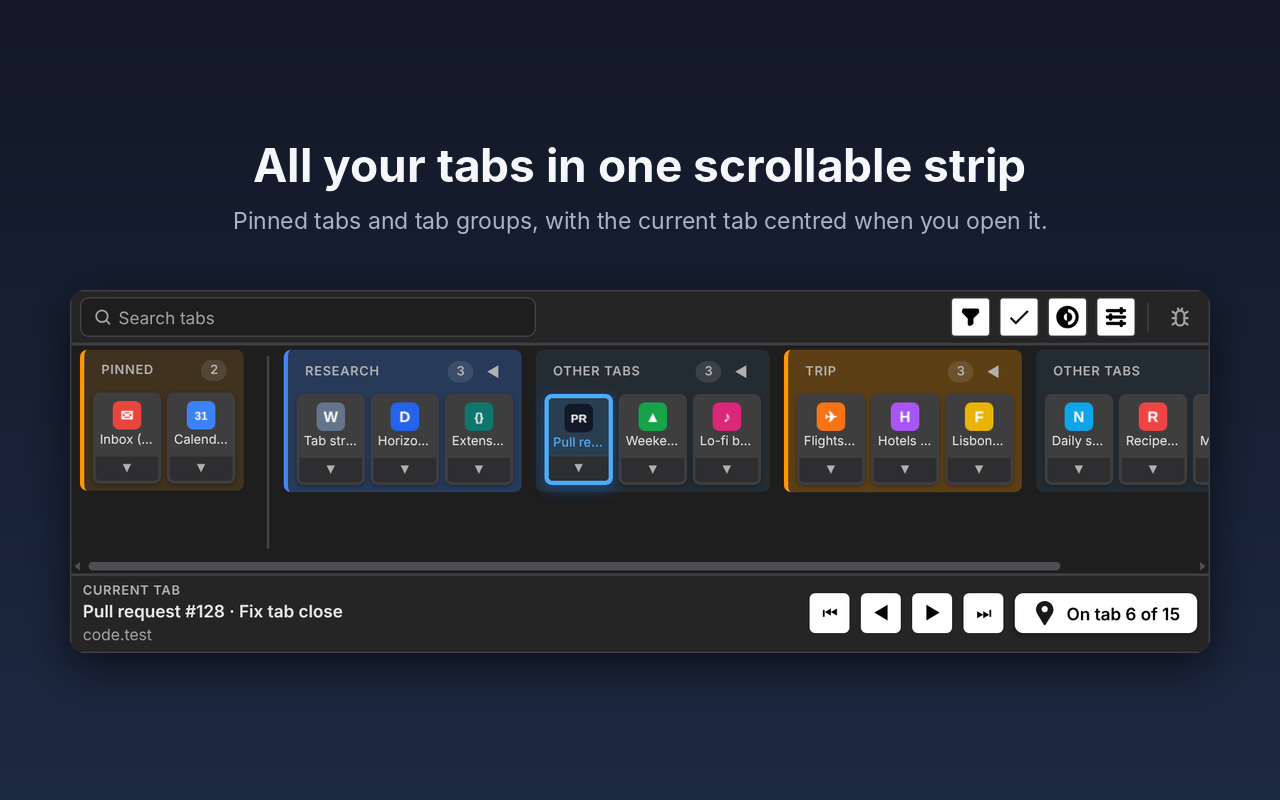 All your tabs in one scrollable strip
Pinned tabs and tab groups, with the current tab centred when you open it.
Search tabs
PINNED 2
RESEARCH 3
OTHER TABS 3
TRIP 3
OTHER TABS
31 W D {} PR H F N R
Inbox (... Calend... Tab str... Horizo... Extens... Pull re... Weeke... Lo-fi b... Flights... Hotels ... Lisbon... Daily s... Recipe... M
CURRENT TAB
Pull request #128 · Fix tab close
code.test
On tab 6 of 15